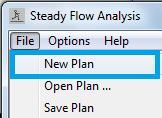 Steady Flow Analysis
File Options Help
New Plan
Open Plan ...
Save Plan